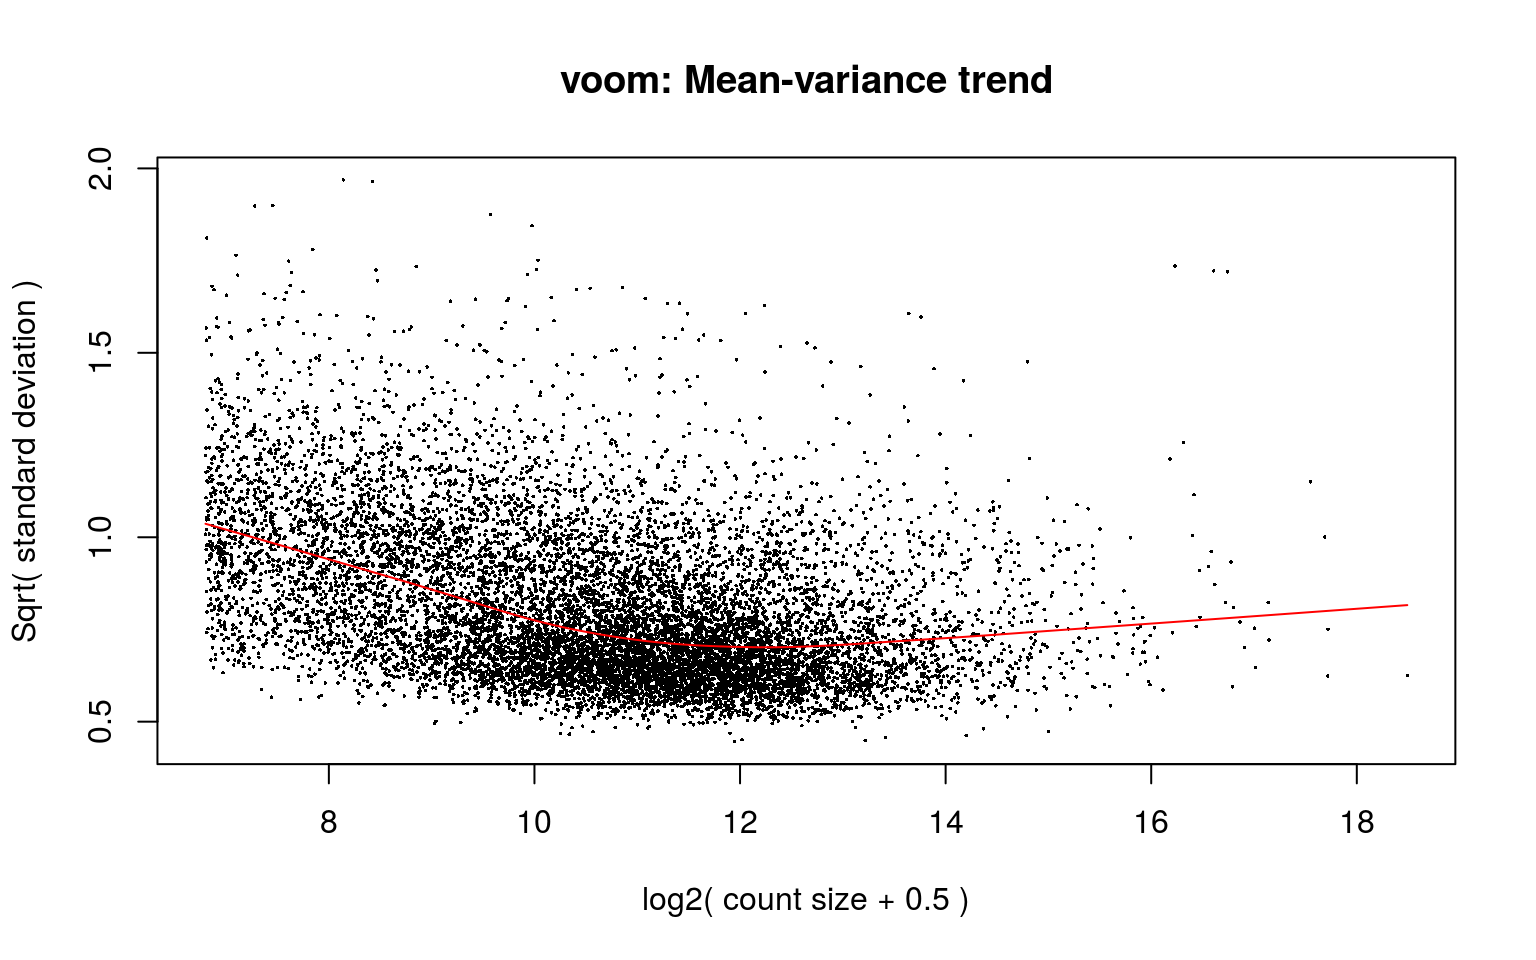 voom: Mean-variance trend
Sqrt( standard deviation )
2.0
1.5
1.0
0.5
8 10 12 14 16 18
log2( count size + 0.5 )